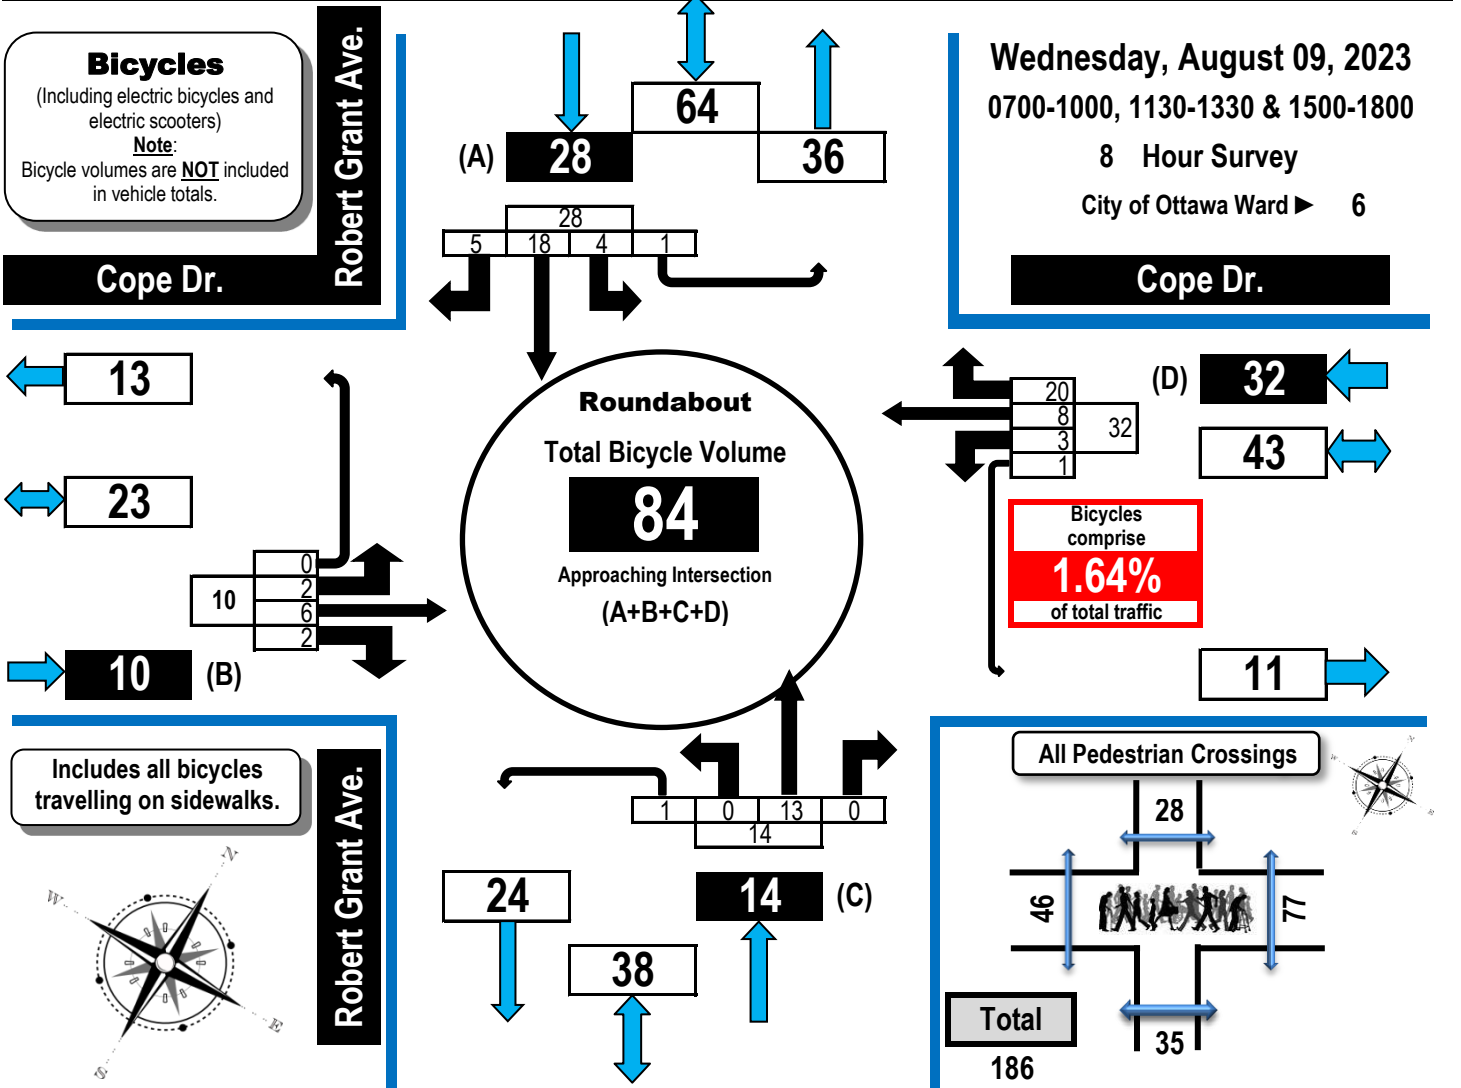 Bicycles
(Including electric bicycles and
electric scooters)
Note:
Bicycle volumes are NOT included
in vehicle totals.
Robert Grant Ave.
Cope Dr.
64
(A) 28
36
28
5 18 4 1
Wednesday, August 09, 2023
0700-1000, 1130-1330 & 1500-1800
8 Hour Survey
City of Ottawa Ward ► 6
Cope Dr.
13
23
0
2
6
2
10
10 (B)
Roundabout
Total Bicycle Volume
84
Approaching Intersection
(A+B+C+D)
20
8
3
1
32
(D) 32
43
Bicycles
comprise
1.64%
of total traffic
11
Includes all bicycles
travelling on sidewalks.
Robert Grant Ave.
N
W
E
S
1 0 13 0
14
24
14 (C)
38
All Pedestrian Crossings
N
W
E
S
28
46
77
35
Total
186